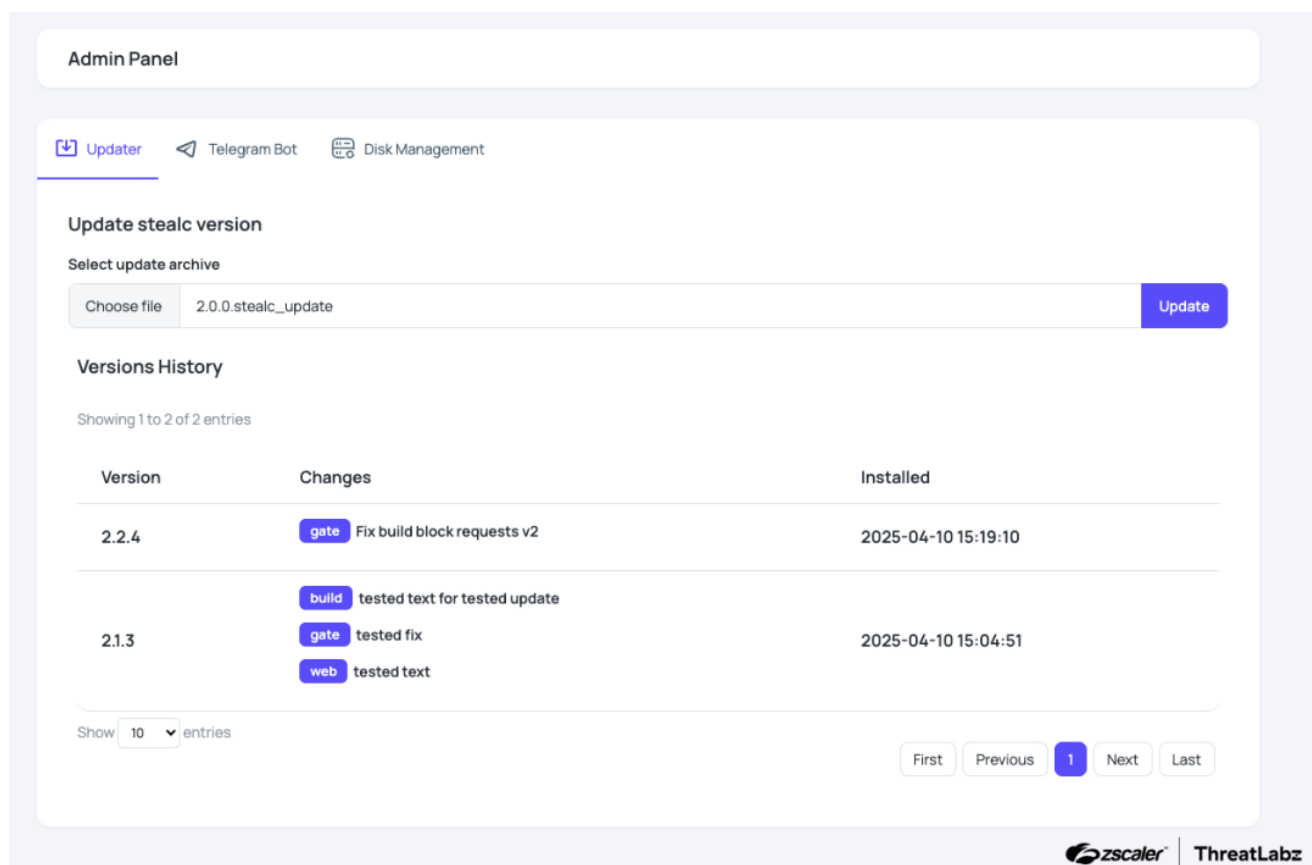 Admin Panel
Updater Telegram Bot Disk Management
Update stealc version
Select update archive
Choose file 2.0.0.stealc_update Update
Versions History
Showing 1 to 2 of 2 entries
Version Changes Installed
2.2.4 gate Fix build block requests v2 2025-04-10 15:19:10
build tested text for tested update
2.1.3 gate tested fix 2025-04-10 15:04:51
web tested text
Show 10 entries
First Previous 1 Next Last
zscaler ThreatLabz